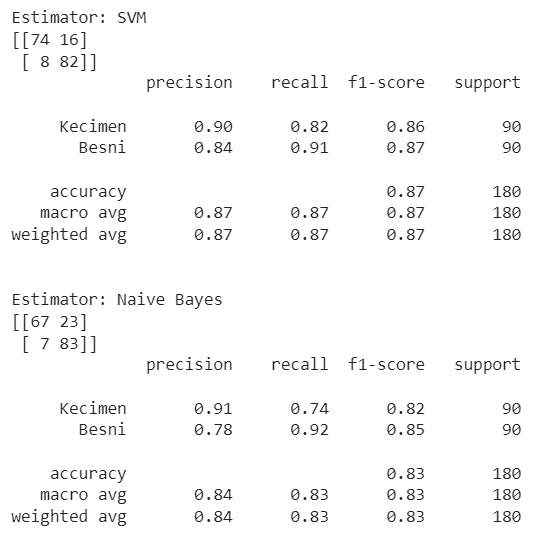 Estimator: SVM
[[74 16]
[ 8 82]]
precision recall f1-score support
Kecimen 0.90 0.82 0.86 90
Besni 0.84 0.91 0.87 90
accuracy 0.87 180
macro avg 0.87 0.87 0.87 180
weighted avg 0.87 0.87 0.87 180
Estimator: Naive Bayes
[[67 23]
[ 7 83]]
precision recall f1-score support
Kecimen 0.91 0.74 0.82 90
Besni 0.78 0.92 0.85 90
accuracy 0.83 180
macro avg 0.84 0.83 0.83 180
weighted avg 0.84 0.83 0.83 180